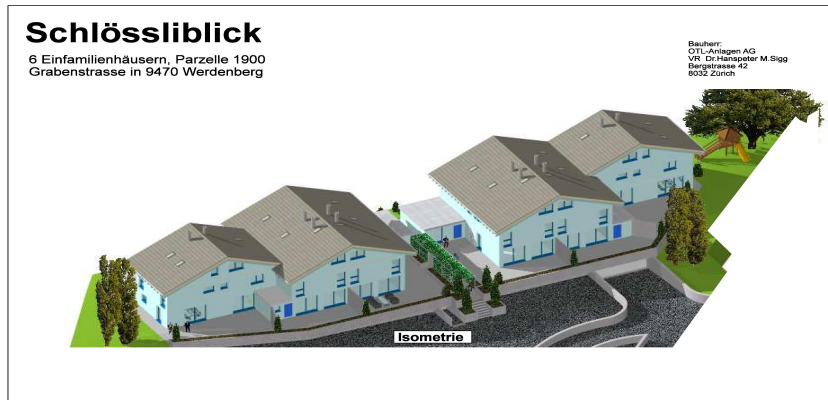 Schlössliblick
6 Einfamilienhäusern, Parzelle 1900
Grabenstrasse in 9470 Werdenberg
Bauherr:
OTL-Anlagen AG
VR Dr.Hanspeter M.Sigg
Bergstrasse 42
8032 Zürich
Isometrie